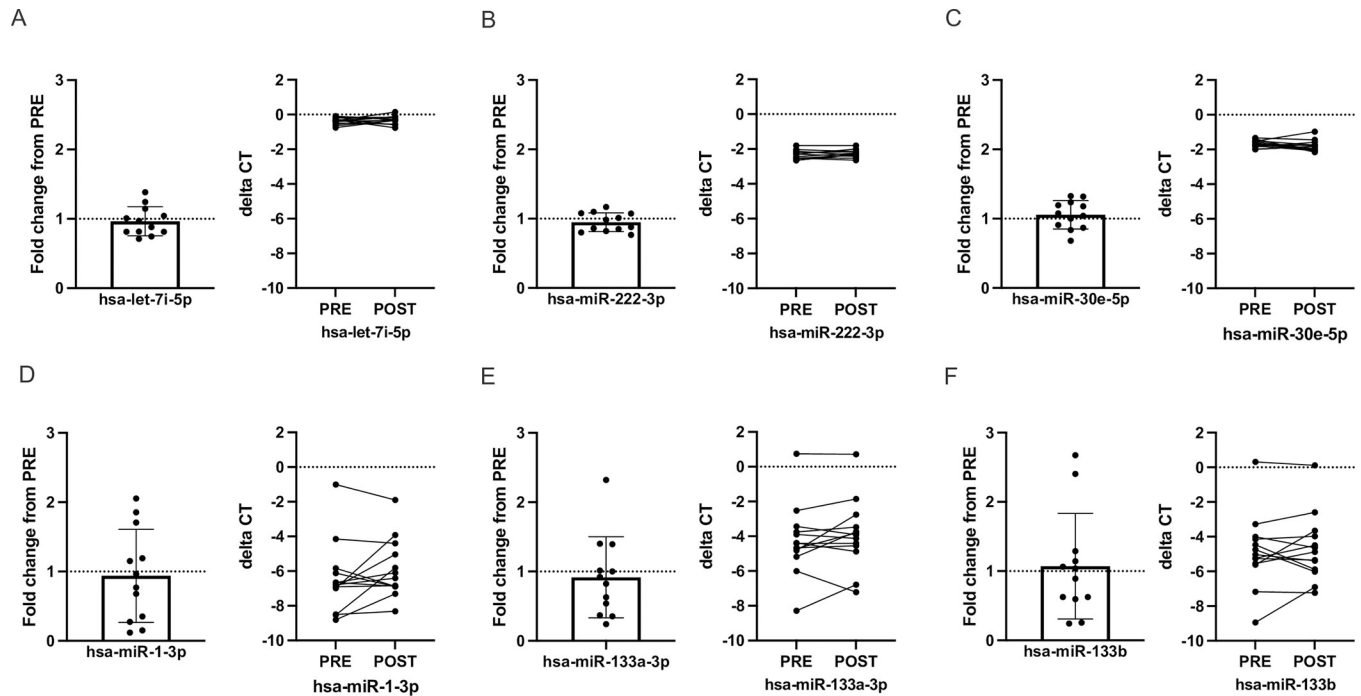 A
Fold change from PRE
3
2
1
0
hsa-let-7i-5p
delta CT
2
0
-2
-4
-6
-8
-10
PRE POST
hsa-let-7i-5p
B
Fold change from PRE
3
2
1
0
hsa-miR-222-3p
delta CT
2
0
-2
-4
-6
-8
-10
PRE POST
hsa-miR-222-3p
C
Fold change from PRE
3
2
1
0
hsa-miR-30e-5p
delta CT
2
0
-2
-4
-6
-8
-10
PRE POST
hsa-miR-30e-5p
D
Fold change from PRE
3
2
1
0
hsa-miR-1-3p
delta CT
2
0
-2
-4
-6
-8
-10
PRE POST
hsa-miR-1-3p
E
Fold change from PRE
3
2
1
0
hsa-miR-133a-3p
delta CT
2
0
-2
-4
-6
-8
-10
PRE POST
hsa-miR-133a-3p
F
Fold change from PRE
3
2
1
0
hsa-miR-133b
delta CT
2
0
-2
-4
-6
-8
-10
PRE POST
hsa-miR-133b